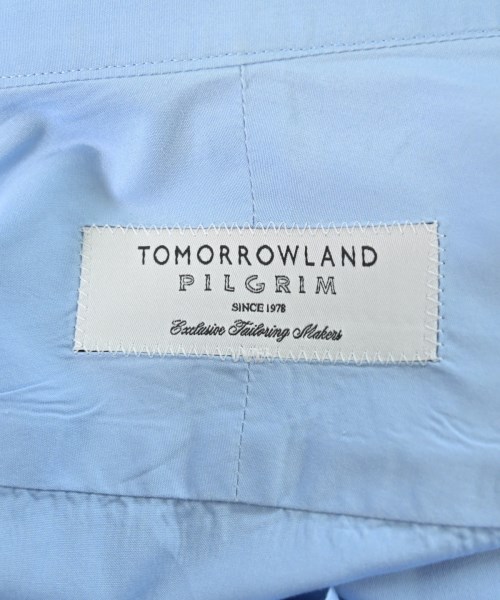 TOMORROWLAND
PILGRIM
SINCE 1978
Exclusive Tailoring Makers